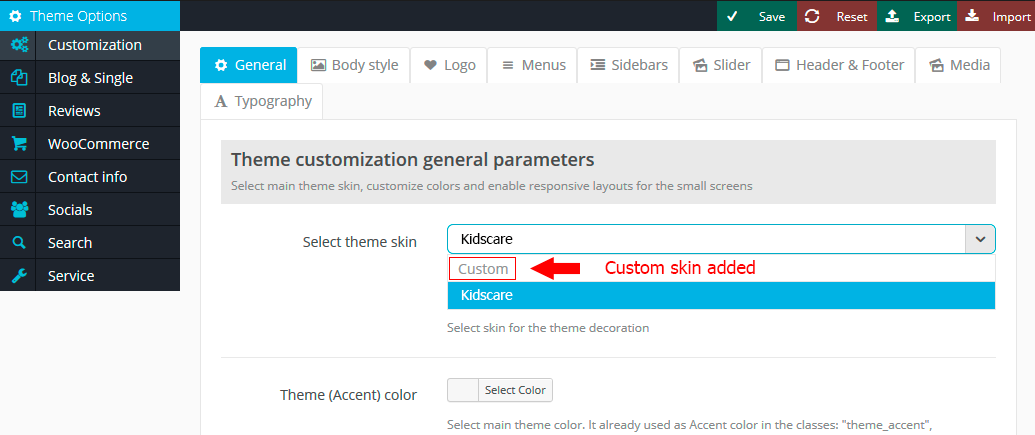 Theme Options
Save
Reset
Export
Import
Customization
Blog & Single
Reviews
WooCommerce
Contact info
Socials
Search
Service
General
Body style
Logo
Menus
Sidebars
Slider
Header & Footer
Media
Typography
Theme customization general parameters
Select main theme skin, customize colors and enable responsive layouts for the small screens
Select theme skin
Kidscare
Custom
Custom skin added
Kidscare
Select skin for the theme decoration
Theme (Accent) color
Select Color
Select main theme color. It already used as Accent color in the classes: "theme_accent",